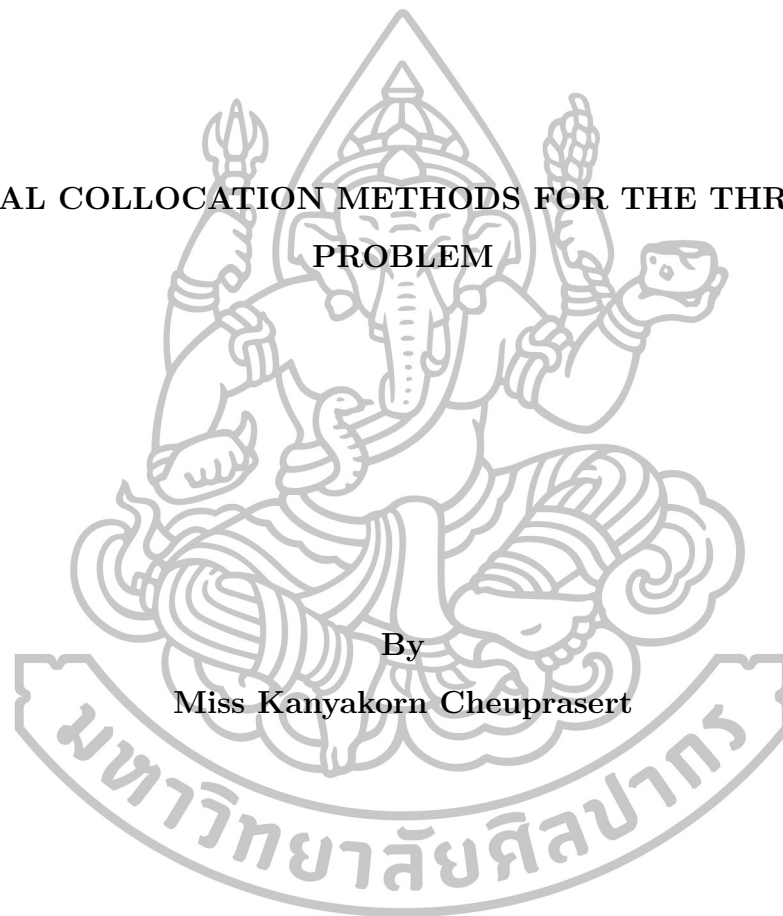 AL COLLOCATION METHODS FOR THE THR
PROBLEM
By
Miss Kanyakorn Cheuprasert
มหาวิทยาลัยศิลปากร